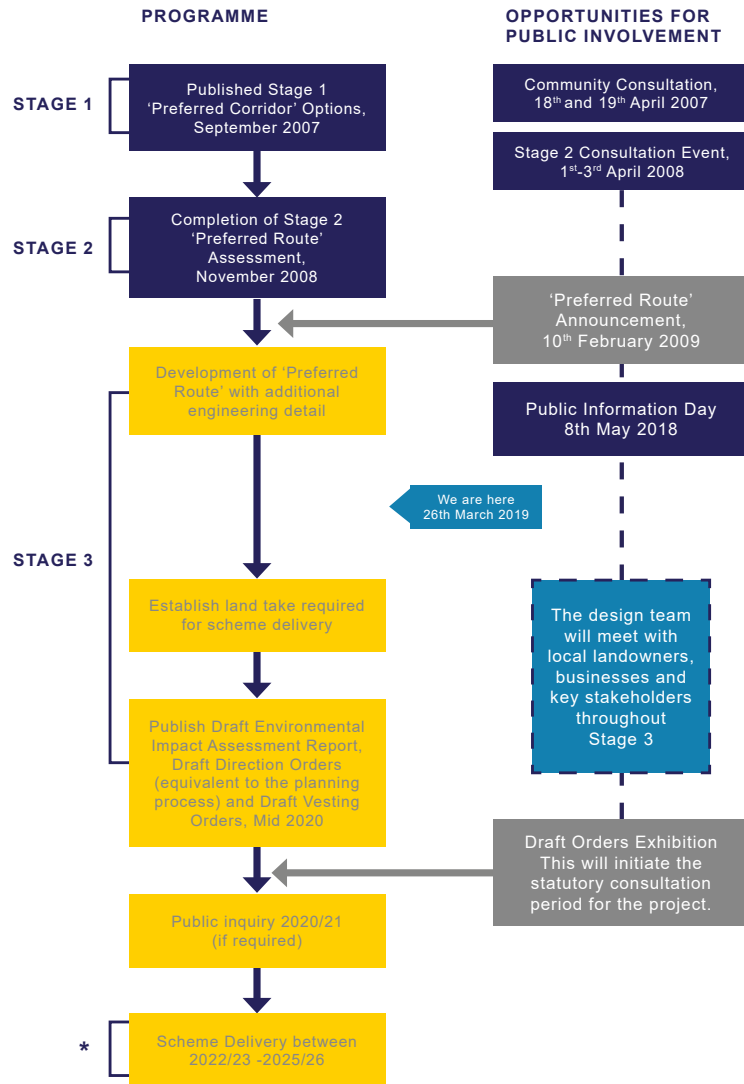 PROGRAMME
OPPORTUNITIES FOR
PUBLIC INVOLVEMENT
STAGE 1
Published Stage 1
‘Preferred Corridor’ Options,
September 2007
Community Consultation,
18th and 19th April 2007
Stage 2 Consultation Event,
1st-3rd April 2008
STAGE 2
Completion of Stage 2
‘Preferred Route’
Assessment,
November 2008
‘Preferred Route’
Announcement,
10th February 2009
Development of ‘Preferred
Route’ with additional
engineering detail
Public Information Day
8th May 2018
We are here
26th March 2019
STAGE 3
Establish land take required
for scheme delivery
The design team
will meet with
local landowners,
businesses and
key stakeholders
throughout
Stage 3
Publish Draft Environmental
Impact Assessment Report,
Draft Direction Orders
(equivalent to the planning
process) and Draft Vesting
Orders, Mid 2020
Draft Orders Exhibition
This will initiate the
statutory consultation
period for the project.
Public inquiry 2020/21
(if required)
*
Scheme Delivery between
2022/23 -2025/26